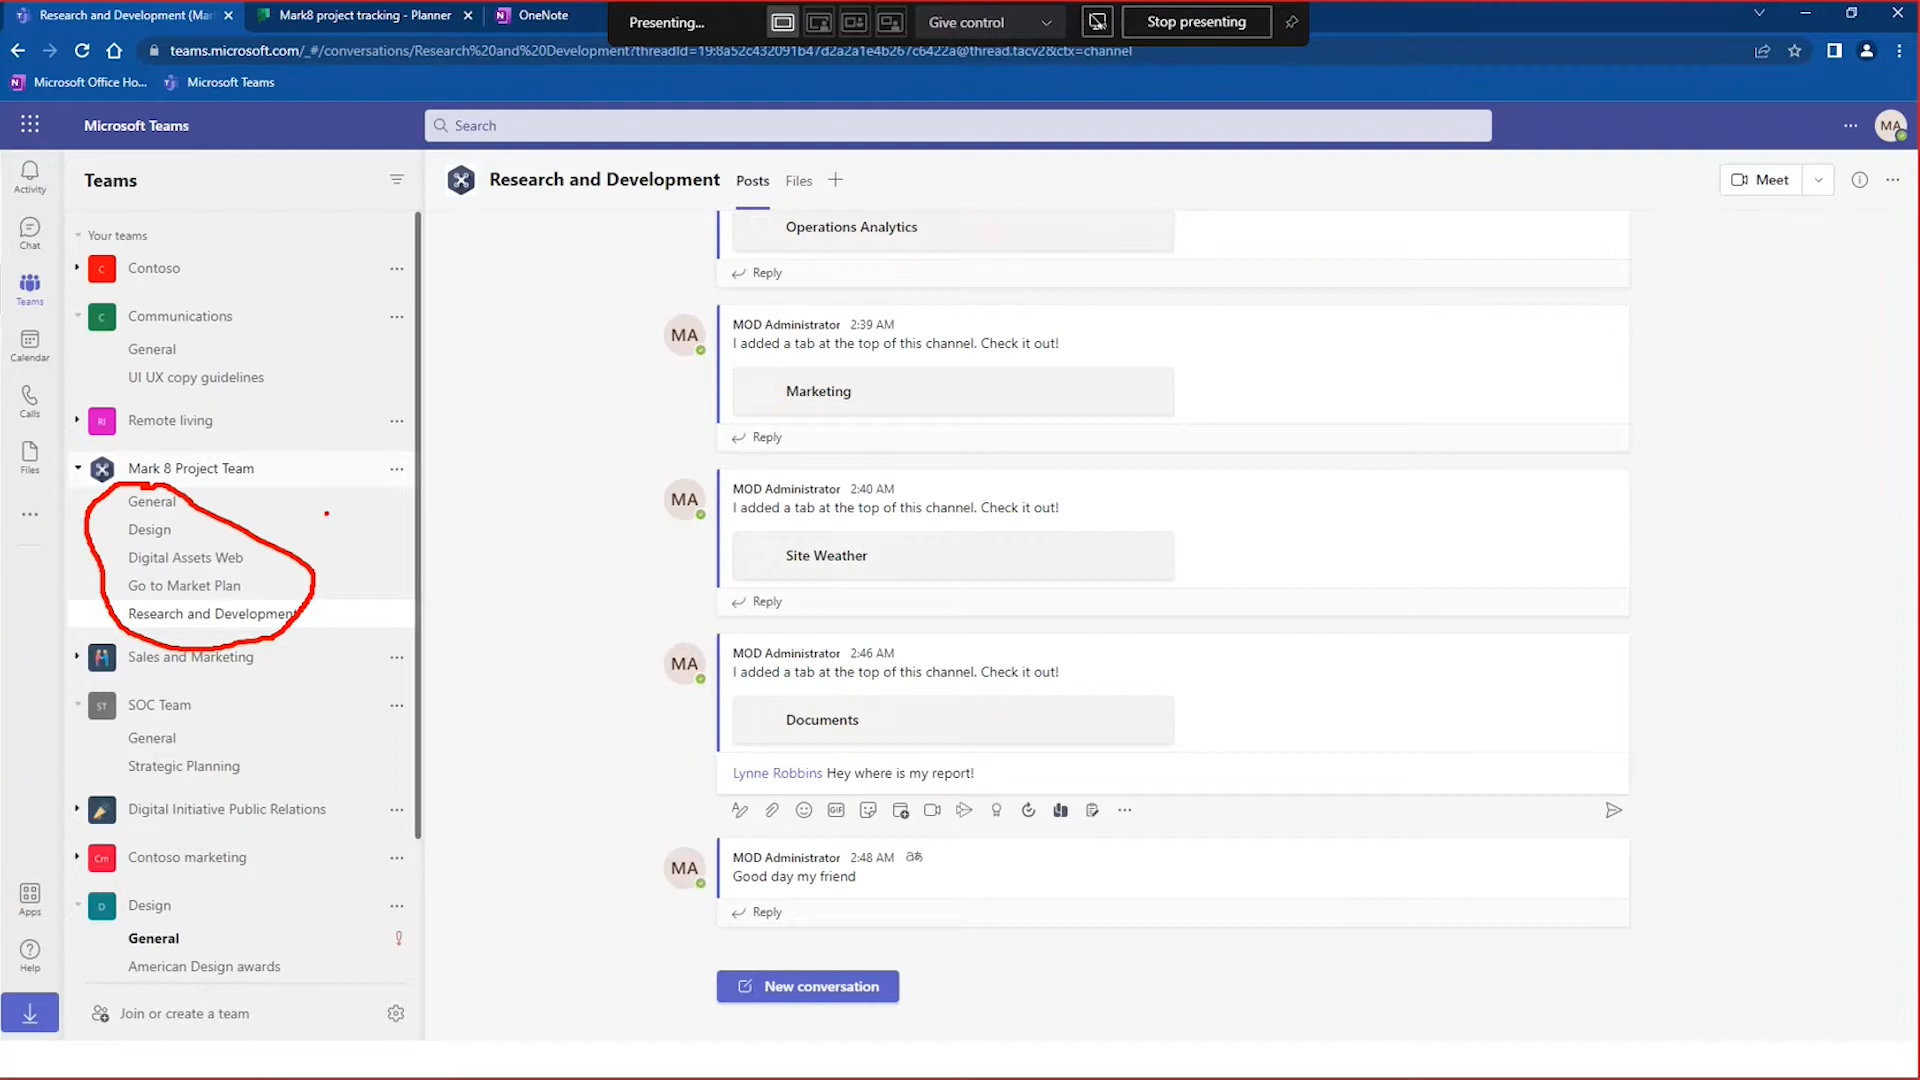 Research and Development (Mar
Mark8 project tracking - Planner
OneNote
Presenting...
Give control
Stop presenting
teams.microsoft.com/_#/conversations/Research%20and%20Development?threadId=19:8a52c432091b47d2a2a1e4b267c6422a@thread.tacv2&ctx=channel
Microsoft Office Ho...
Microsoft Teams
Microsoft Teams
Search
MA
Activity
Chat
Teams
Calendar
Calls
Files
Apps
Help
Teams
Your teams
C Contoso
C Communications
General
UI UX copy guidelines
Rl Remote living
Mark 8 Project Team
General
Design
Digital Assets Web
Go to Market Plan
Research and Development
Sales and Marketing
ST SOC Team
General
Strategic Planning
Digital Initiative Public Relations
Cm Contoso marketing
D Design
General
American Design awards
Join or create a team
Research and Development
Posts
Files
Meet
Operations Analytics
Reply
MA
MOD Administrator 2:39 AM
I added a tab at the top of this channel. Check it out!
Marketing
Reply
MA
MOD Administrator 2:40 AM
I added a tab at the top of this channel. Check it out!
Site Weather
Reply
MA
MOD Administrator 2:46 AM
I added a tab at the top of this channel. Check it out!
Documents
Lynne Robbins Hey where is my report!
GIF
MA
MOD Administrator 2:48 AM
Good day my friend
Reply
New conversation